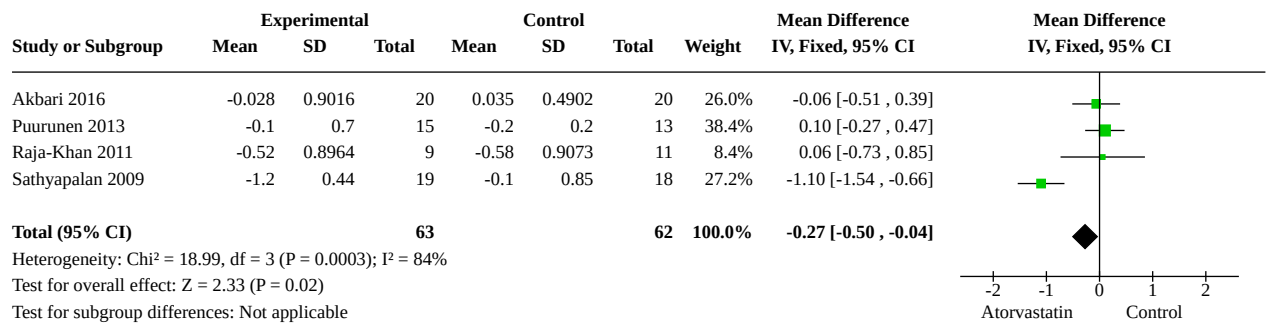 Experimental Control Mean Difference Mean Difference
Study or Subgroup Mean SD Total Mean SD Total Weight IV, Fixed, 95% CI IV, Fixed, 95% CI
Akbari 2016 -0.028 0.9016 20 0.035 0.4902 20 26.0% -0.06 [-0.51 , 0.39]
Puurunen 2013 -0.1 0.7 15 -0.2 0.2 13 38.4% 0.10 [-0.27 , 0.47]
Raja-Khan 2011 -0.52 0.8964 9 -0.58 0.9073 11 8.4% 0.06 [-0.73 , 0.85]
Sathyapalan 2009 -1.2 0.44 19 -0.1 0.85 18 27.2% -1.10 [-1.54 , -0.66]
Total (95% CI) 63 62 100.0% -0.27 [-0.50 , -0.04]
Heterogeneity: Chi² = 18.99, df = 3 (P = 0.0003); I² = 84%
Test for overall effect: Z = 2.33 (P = 0.02)
-2 -1 0 1 2
Test for subgroup differences: Not applicable
Atorvastatin Control